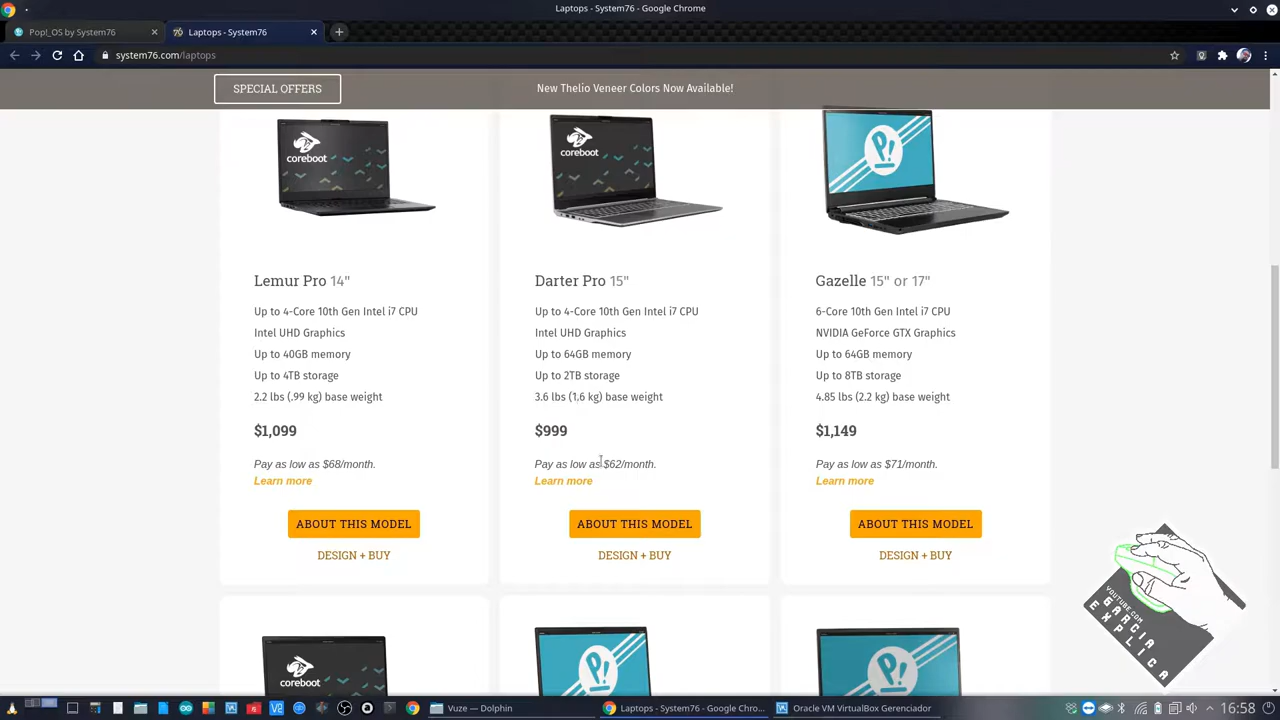 Laptops - System76 - Google Chrome
Pop!_OS by System76
Laptops - System76
system76.com/laptops
SPECIAL OFFERS
New Thelio Veneer Colors Now Available!
coreboot
coreboot
P!
Lemur Pro 14"
Up to 4-Core 10th Gen Intel i7 CPU
Intel UHD Graphics
Up to 40GB memory
Up to 4TB storage
2.2 lbs (.99 kg) base weight
$1,099
Pay as low as $68/month.
Learn more
ABOUT THIS MODEL
DESIGN + BUY
Darter Pro 15"
Up to 4-Core 10th Gen Intel i7 CPU
Intel UHD Graphics
Up to 64GB memory
Up to 2TB storage
3.6 lbs (1.6 kg) base weight
$999
Pay as low as $62/month.
Learn more
ABOUT THIS MODEL
DESIGN + BUY
Gazelle 15" or 17"
6-Core 10th Gen Intel i7 CPU
NVIDIA GeForce GTX Graphics
Up to 64GB memory
Up to 8TB storage
4.85 lbs (2.2 kg) base weight
$1,149
Pay as low as $71/month.
Learn more
ABOUT THIS MODEL
DESIGN + BUY
coreboot
P!
P!
YOUTUBE.COM
GARCIA
EXPLICA
Vuze — Dolphin
Laptops - System76 - Google Chro...
Oracle VM VirtualBox Gerenciador
16:58